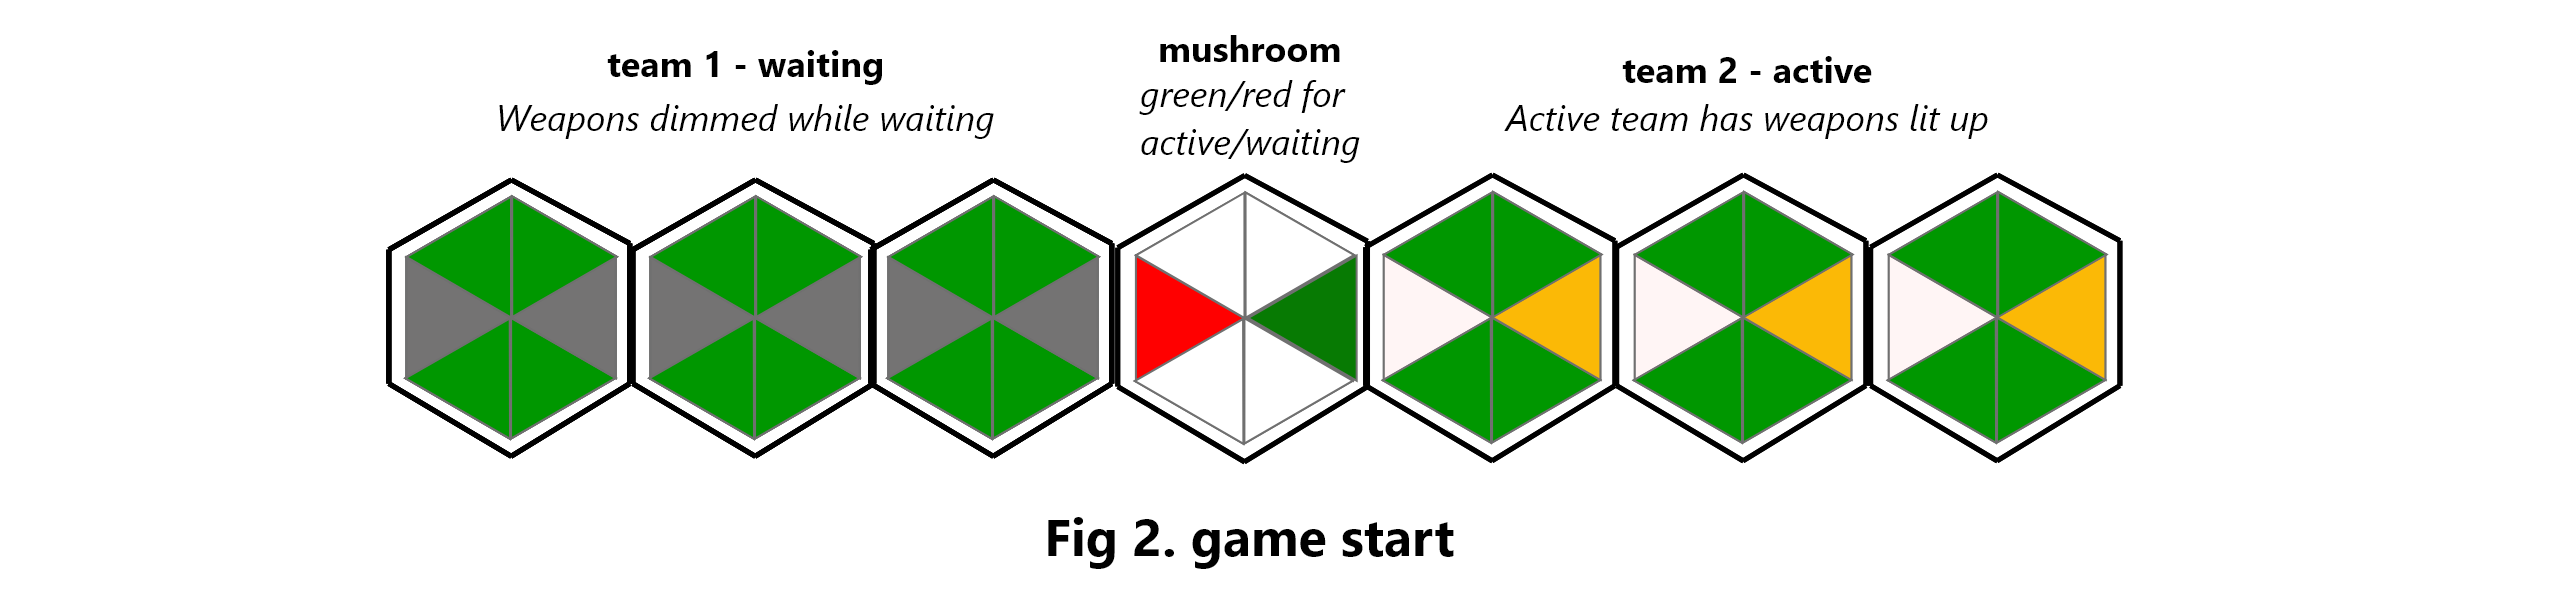 team 1 - waiting
Weapons dimmed while waiting
mushroom
green/red for
active/waiting
team 2 - active
Active team has weapons lit up
Fig 2. game start